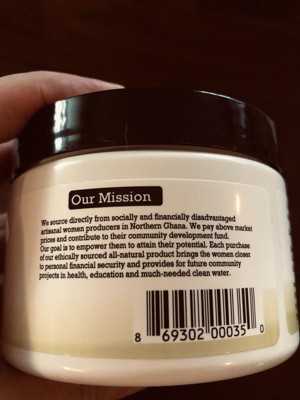 Our Mission
We source directly from socially and financially disadvantaged
artisanal women producers in Northern Ghana. We pay above market
prices and contribute to their community development fund.
Our goal is to empower them to attain their potential. Each purchase
of our ethically sourced all-natural product brings the women closer
to personal financial security and provides for future community
projects in health, education and much-needed clean water.
8 69302 00035 0